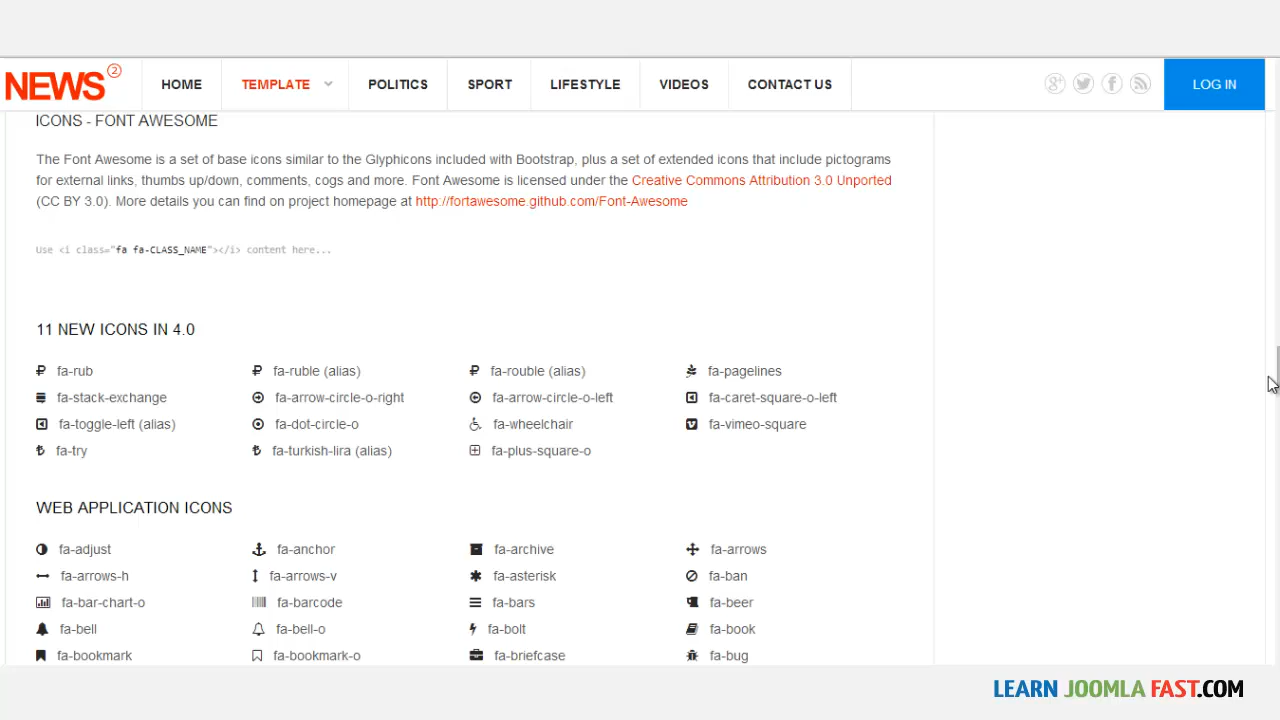 NEWS 2
HOME TEMPLATE POLITICS SPORT LIFESTYLE VIDEOS CONTACT US LOG IN
ICONS - FONT AWESOME
The Font Awesome is a set of base icons similar to the Glyphicons included with Bootstrap, plus a set of extended icons that include pictograms
for external links, thumbs up/down, comments, cogs and more. Font Awesome is licensed under the Creative Commons Attribution 3.0 Unported
(CC BY 3.0). More details you can find on project homepage at http://fortawesome.github.com/Font-Awesome
Use <i class="fa fa-CLASS_NAME"></i> content here...
11 NEW ICONS IN 4.0
fa-rub fa-ruble (alias) fa-rouble (alias) fa-pagelines
fa-stack-exchange fa-arrow-circle-o-right fa-arrow-circle-o-left fa-caret-square-o-left
fa-toggle-left (alias) fa-dot-circle-o fa-wheelchair fa-vimeo-square
fa-try fa-turkish-lira (alias) fa-plus-square-o
WEB APPLICATION ICONS
fa-adjust fa-anchor fa-archive fa-arrows
fa-arrows-h fa-arrows-v fa-asterisk fa-ban
fa-bar-chart-o fa-barcode fa-bars fa-beer
fa-bell fa-bell-o fa-bolt fa-book
fa-bookmark fa-bookmark-o fa-briefcase fa-bug
LEARN JOOMLA FAST.COM